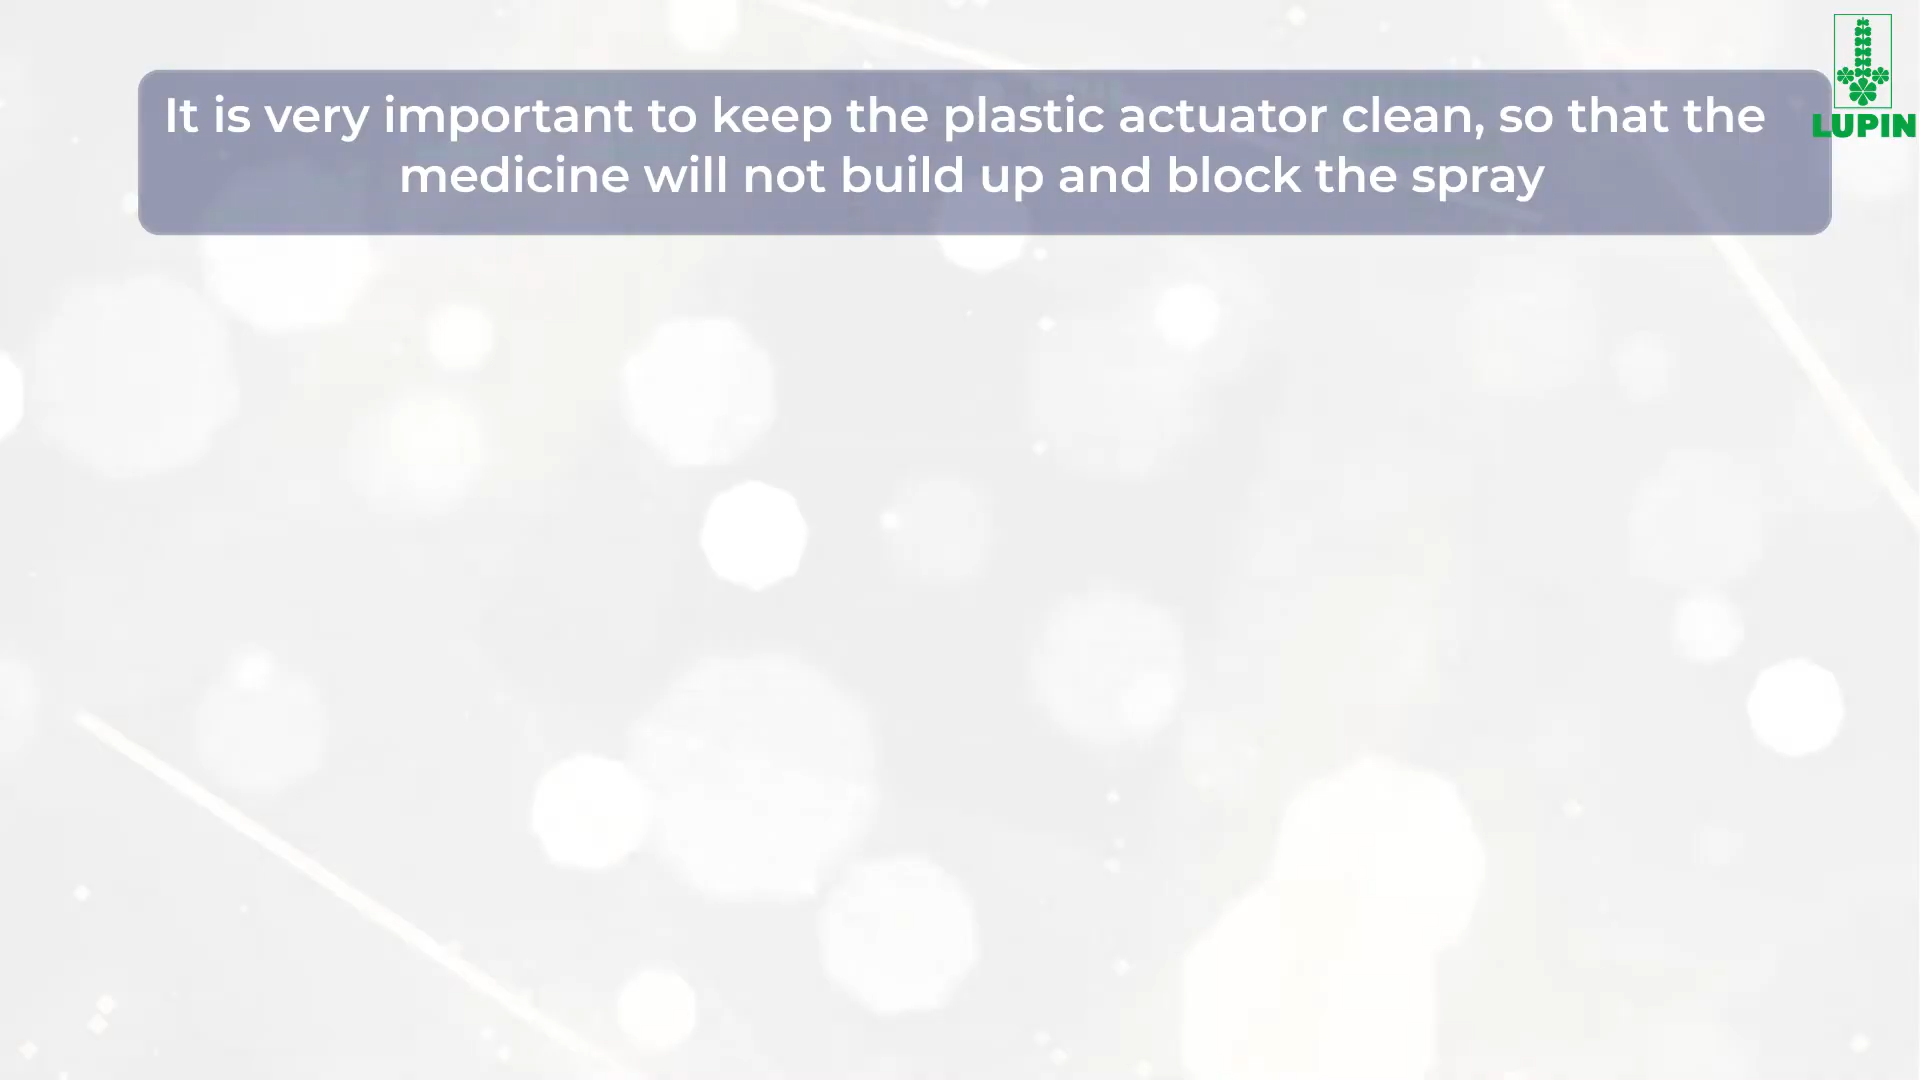 It is very important to keep the plastic actuator clean, so that the
medicine will not build up and block the spray
LUPIN